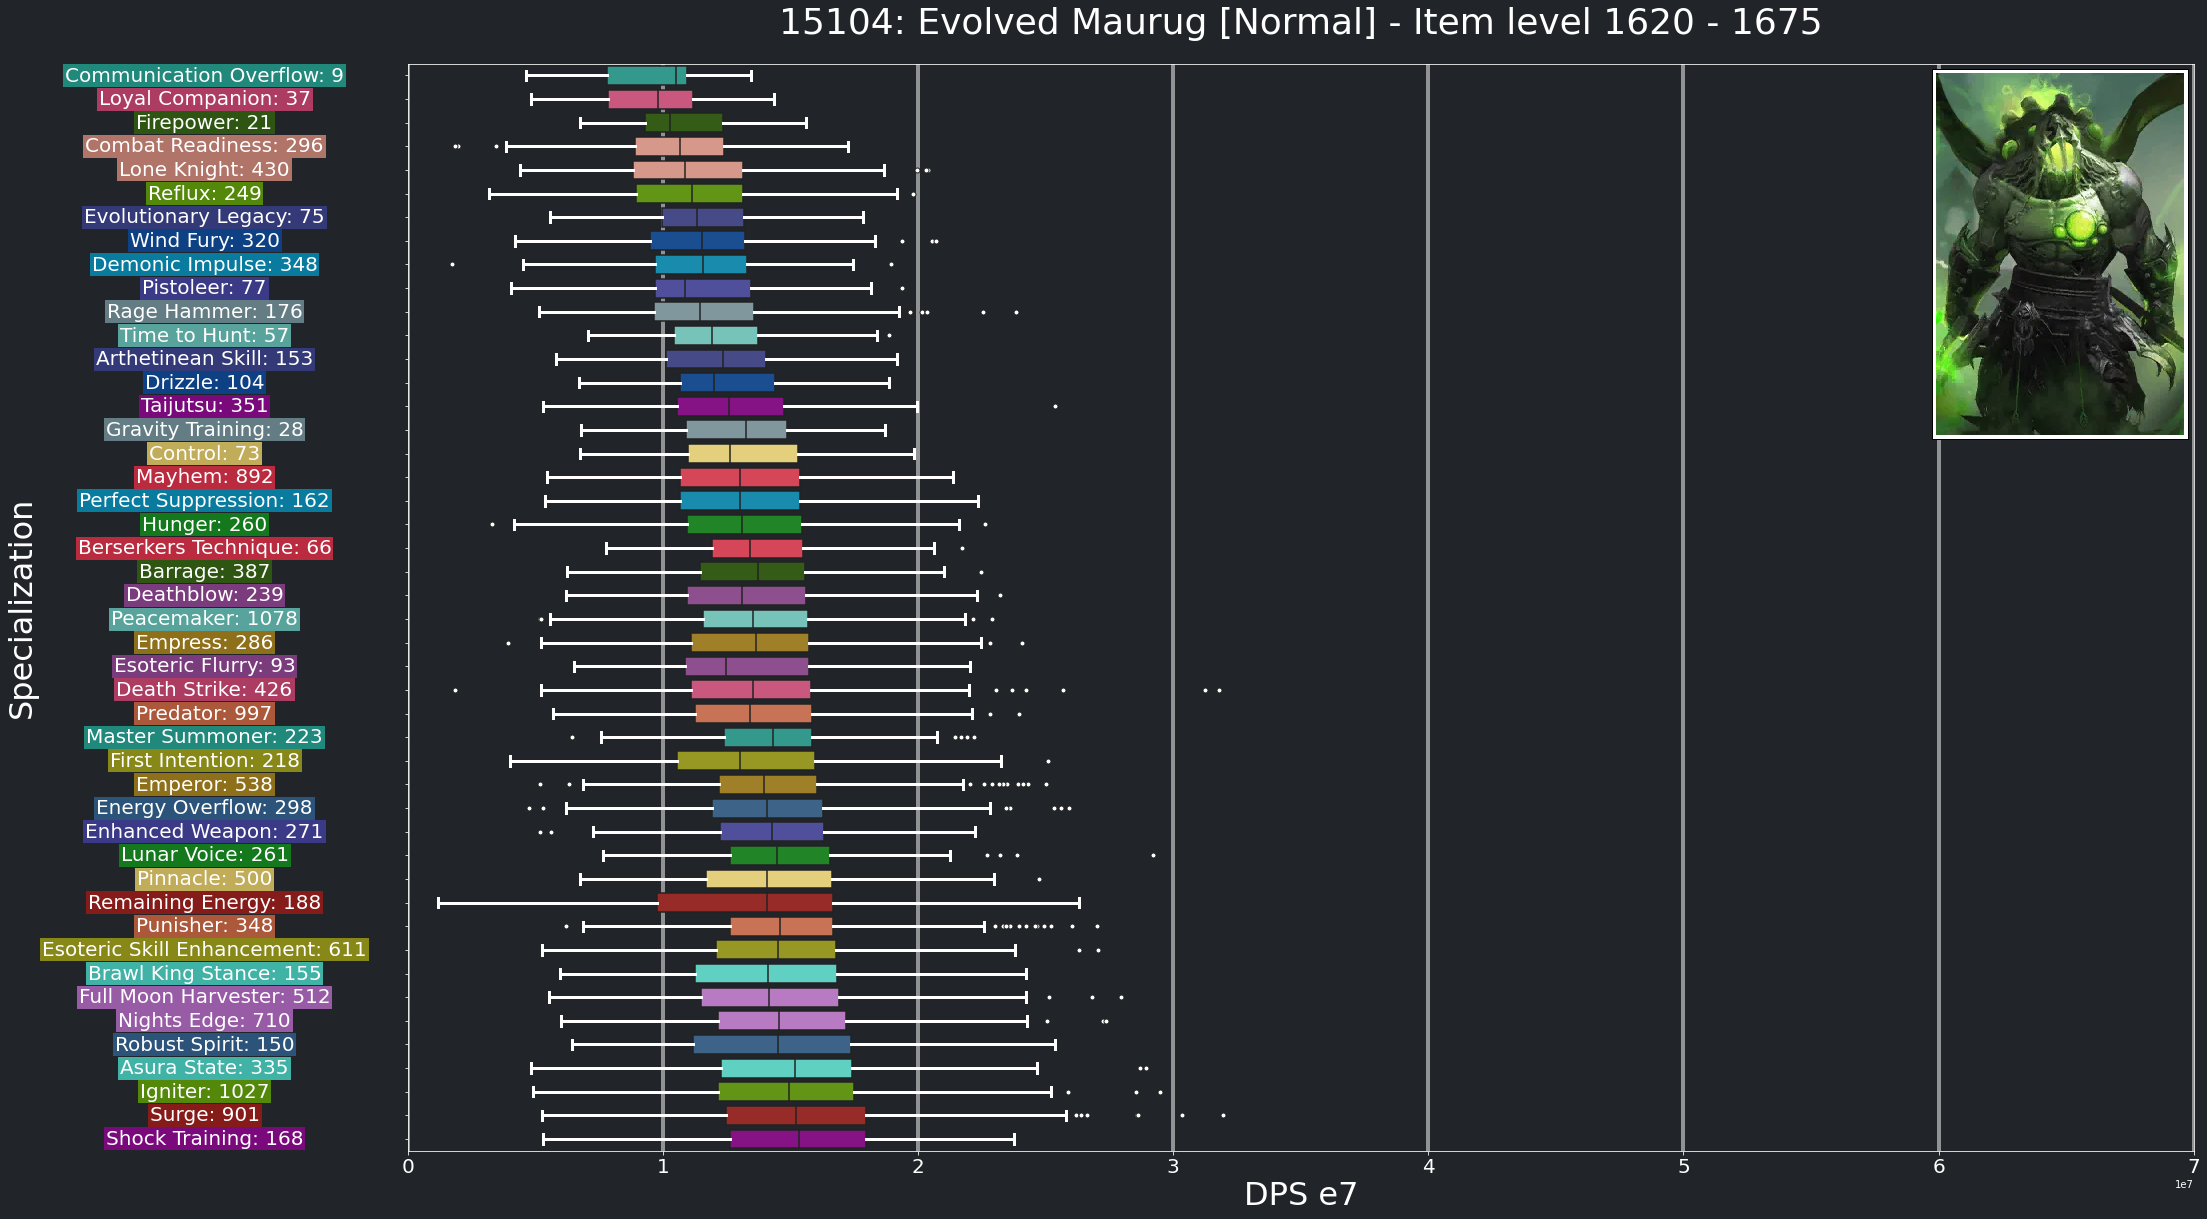 15104: Evolved Maurug [Normal] - Item level 1620 - 1675
Specialization
Communication Overflow: 9
Loyal Companion: 37
Firepower: 21
Combat Readiness: 296
Lone Knight: 430
Reflux: 249
Evolutionary Legacy: 75
Wind Fury: 320
Demonic Impulse: 348
Pistoleer: 77
Rage Hammer: 176
Time to Hunt: 57
Arthetinean Skill: 153
Drizzle: 104
Taijutsu: 351
Gravity Training: 28
Control: 73
Mayhem: 892
Perfect Suppression: 162
Hunger: 260
Berserkers Technique: 66
Barrage: 387
Deathblow: 239
Peacemaker: 1078
Empress: 286
Esoteric Flurry: 93
Death Strike: 426
Predator: 997
Master Summoner: 223
First Intention: 218
Emperor: 538
Energy Overflow: 298
Enhanced Weapon: 271
Lunar Voice: 261
Pinnacle: 500
Remaining Energy: 188
Punisher: 348
Esoteric Skill Enhancement: 611
Brawl King Stance: 155
Full Moon Harvester: 512
Nights Edge: 710
Robust Spirit: 150
Asura State: 335
Igniter: 1027
Surge: 901
Shock Training: 168
0 1 2 3 4 5 6 7
1e7
DPS e7